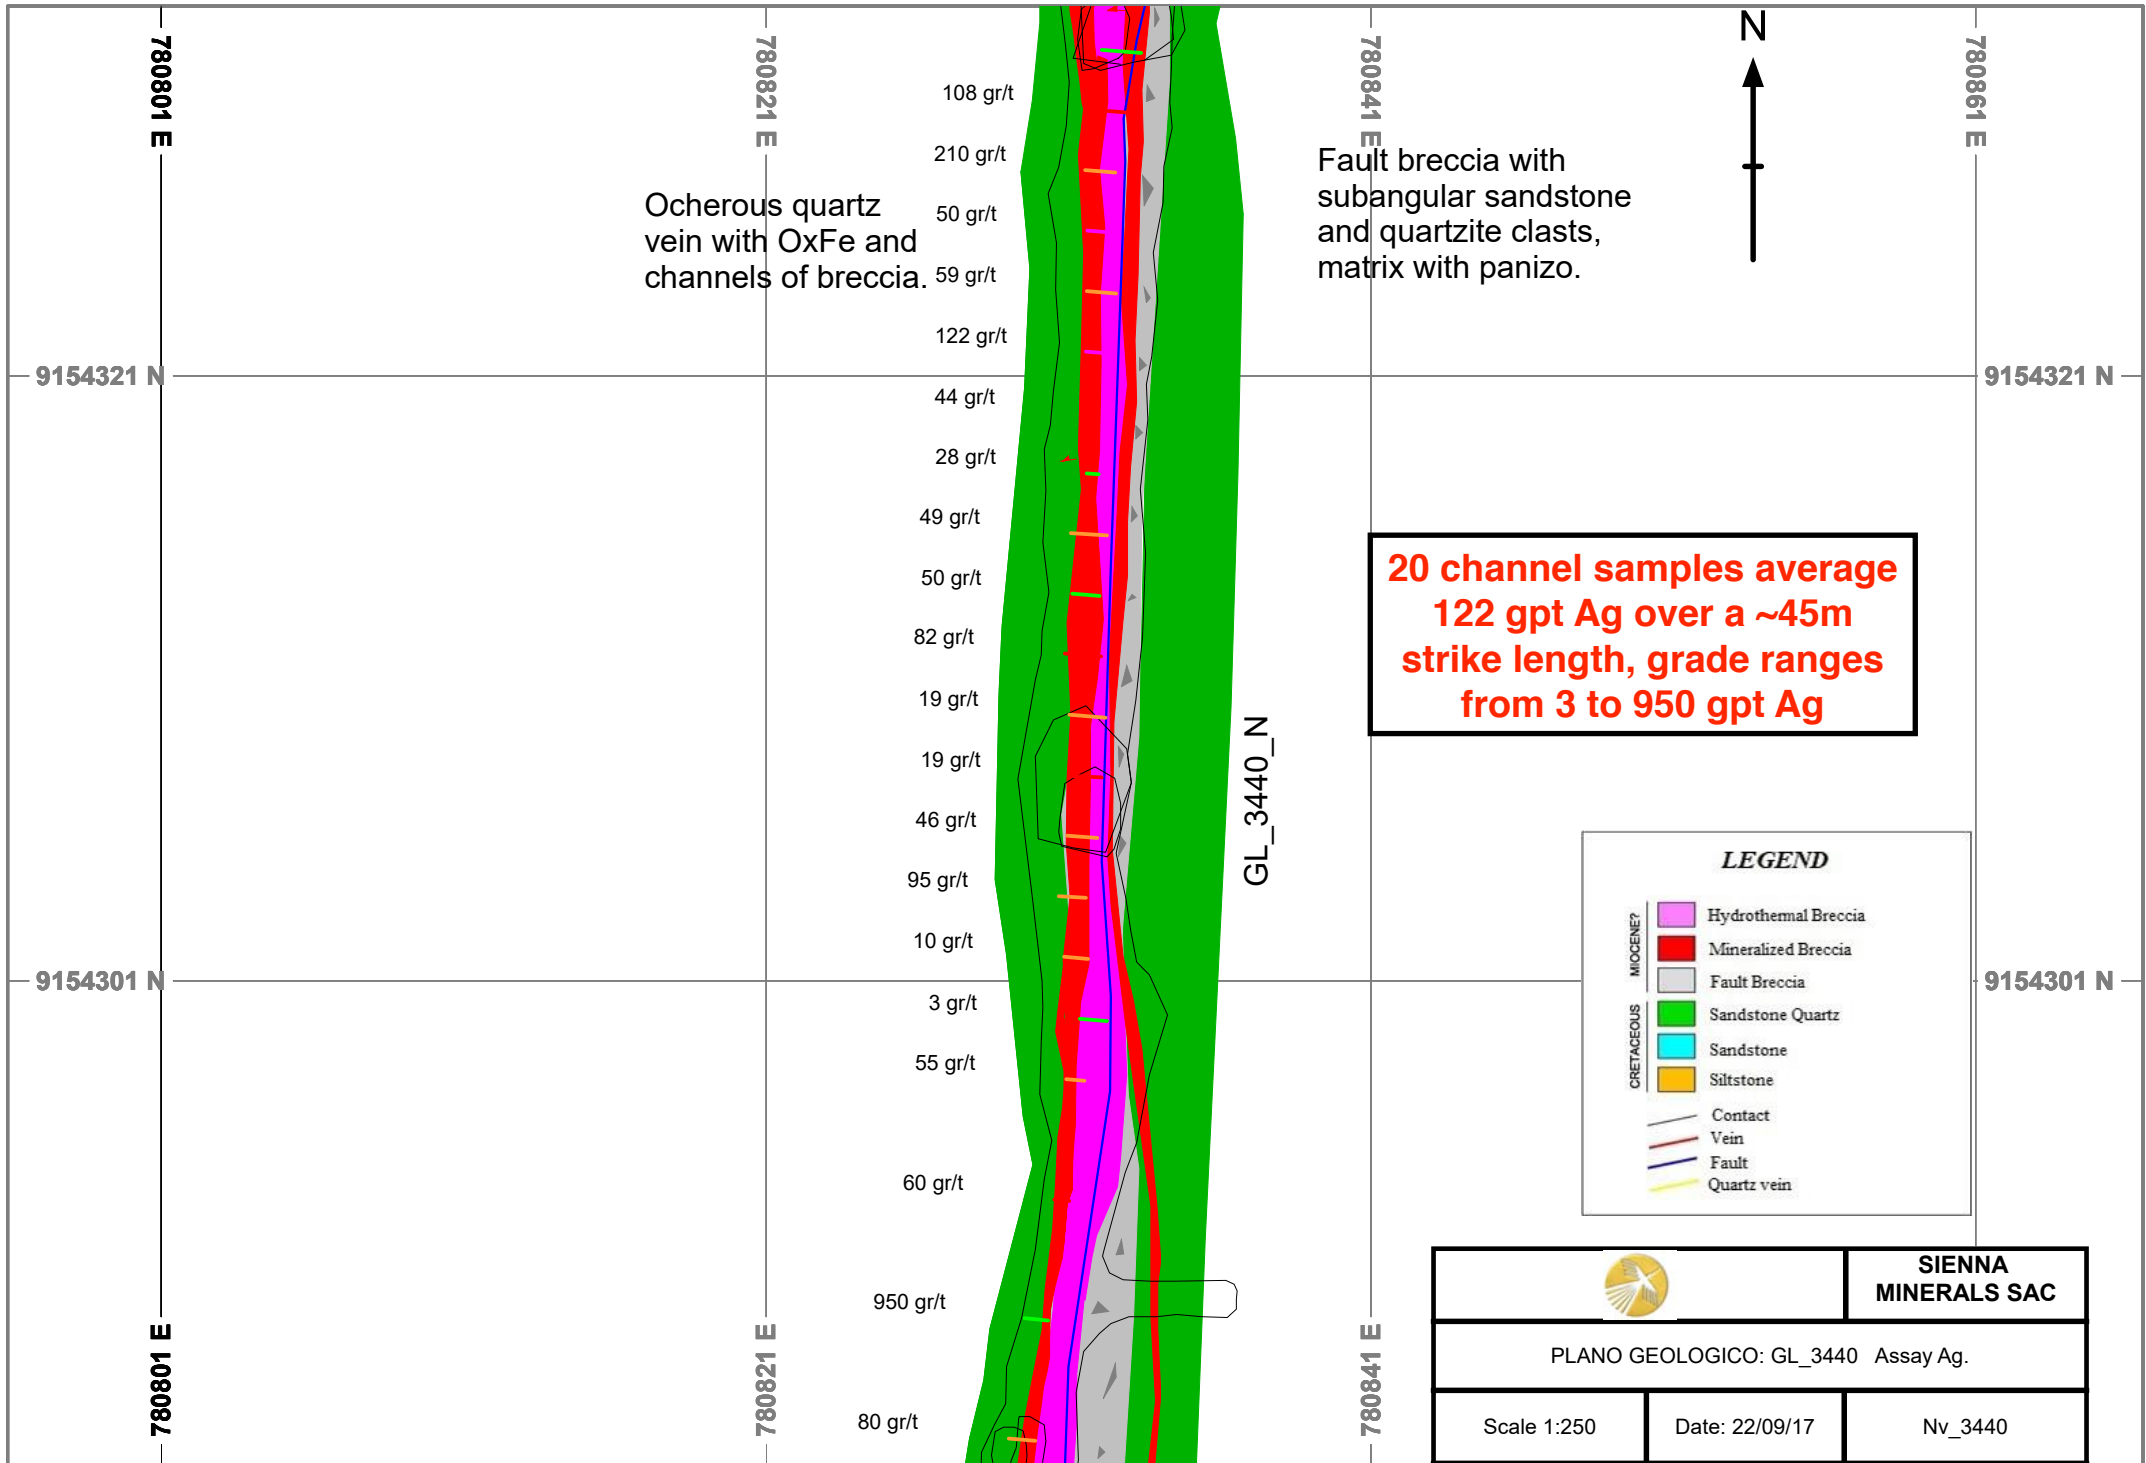 780801 E
780821 E
780841 E
780861 E
N
108 gr/t
210 gr/t
50 gr/t
59 gr/t
122 gr/t
44 gr/t
28 gr/t
49 gr/t
50 gr/t
82 gr/t
19 gr/t
19 gr/t
46 gr/t
95 gr/t
10 gr/t
3 gr/t
55 gr/t
60 gr/t
950 gr/t
80 gr/t
Ocherous quartz
vein with OxFe and
channels of breccia.
Fault breccia with
subangular sandstone
and quartzite clasts,
matrix with panizo.
9154321 N
9154321 N
20 channel samples average
122 gpt Ag over a ~45m
strike length, grade ranges
from 3 to 950 gpt Ag
GL_3440_N
9154301 N
9154301 N
LEGEND
MIOCENE?
Hydrothermal Breccia
Mineralized Breccia
Fault Breccia
CRETACEOUS
Sandstone Quartz
Sandstone
Siltstone
Contact
Vein
Fault
Quartz vein
780801 E
780821 E
780841 E
SIENNA
MINERALS SAC
PLANO GEOLOGICO: GL_3440 Assay Ag.
Scale 1:250
Date: 22/09/17
Nv_3440